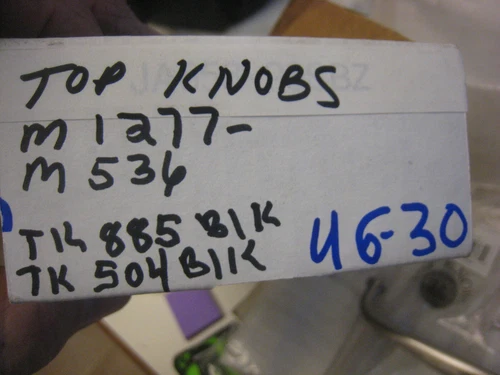 TOP KNOBS
M 1277-
M 536
TK 885 BlK
TK 504 BlK
U6-30